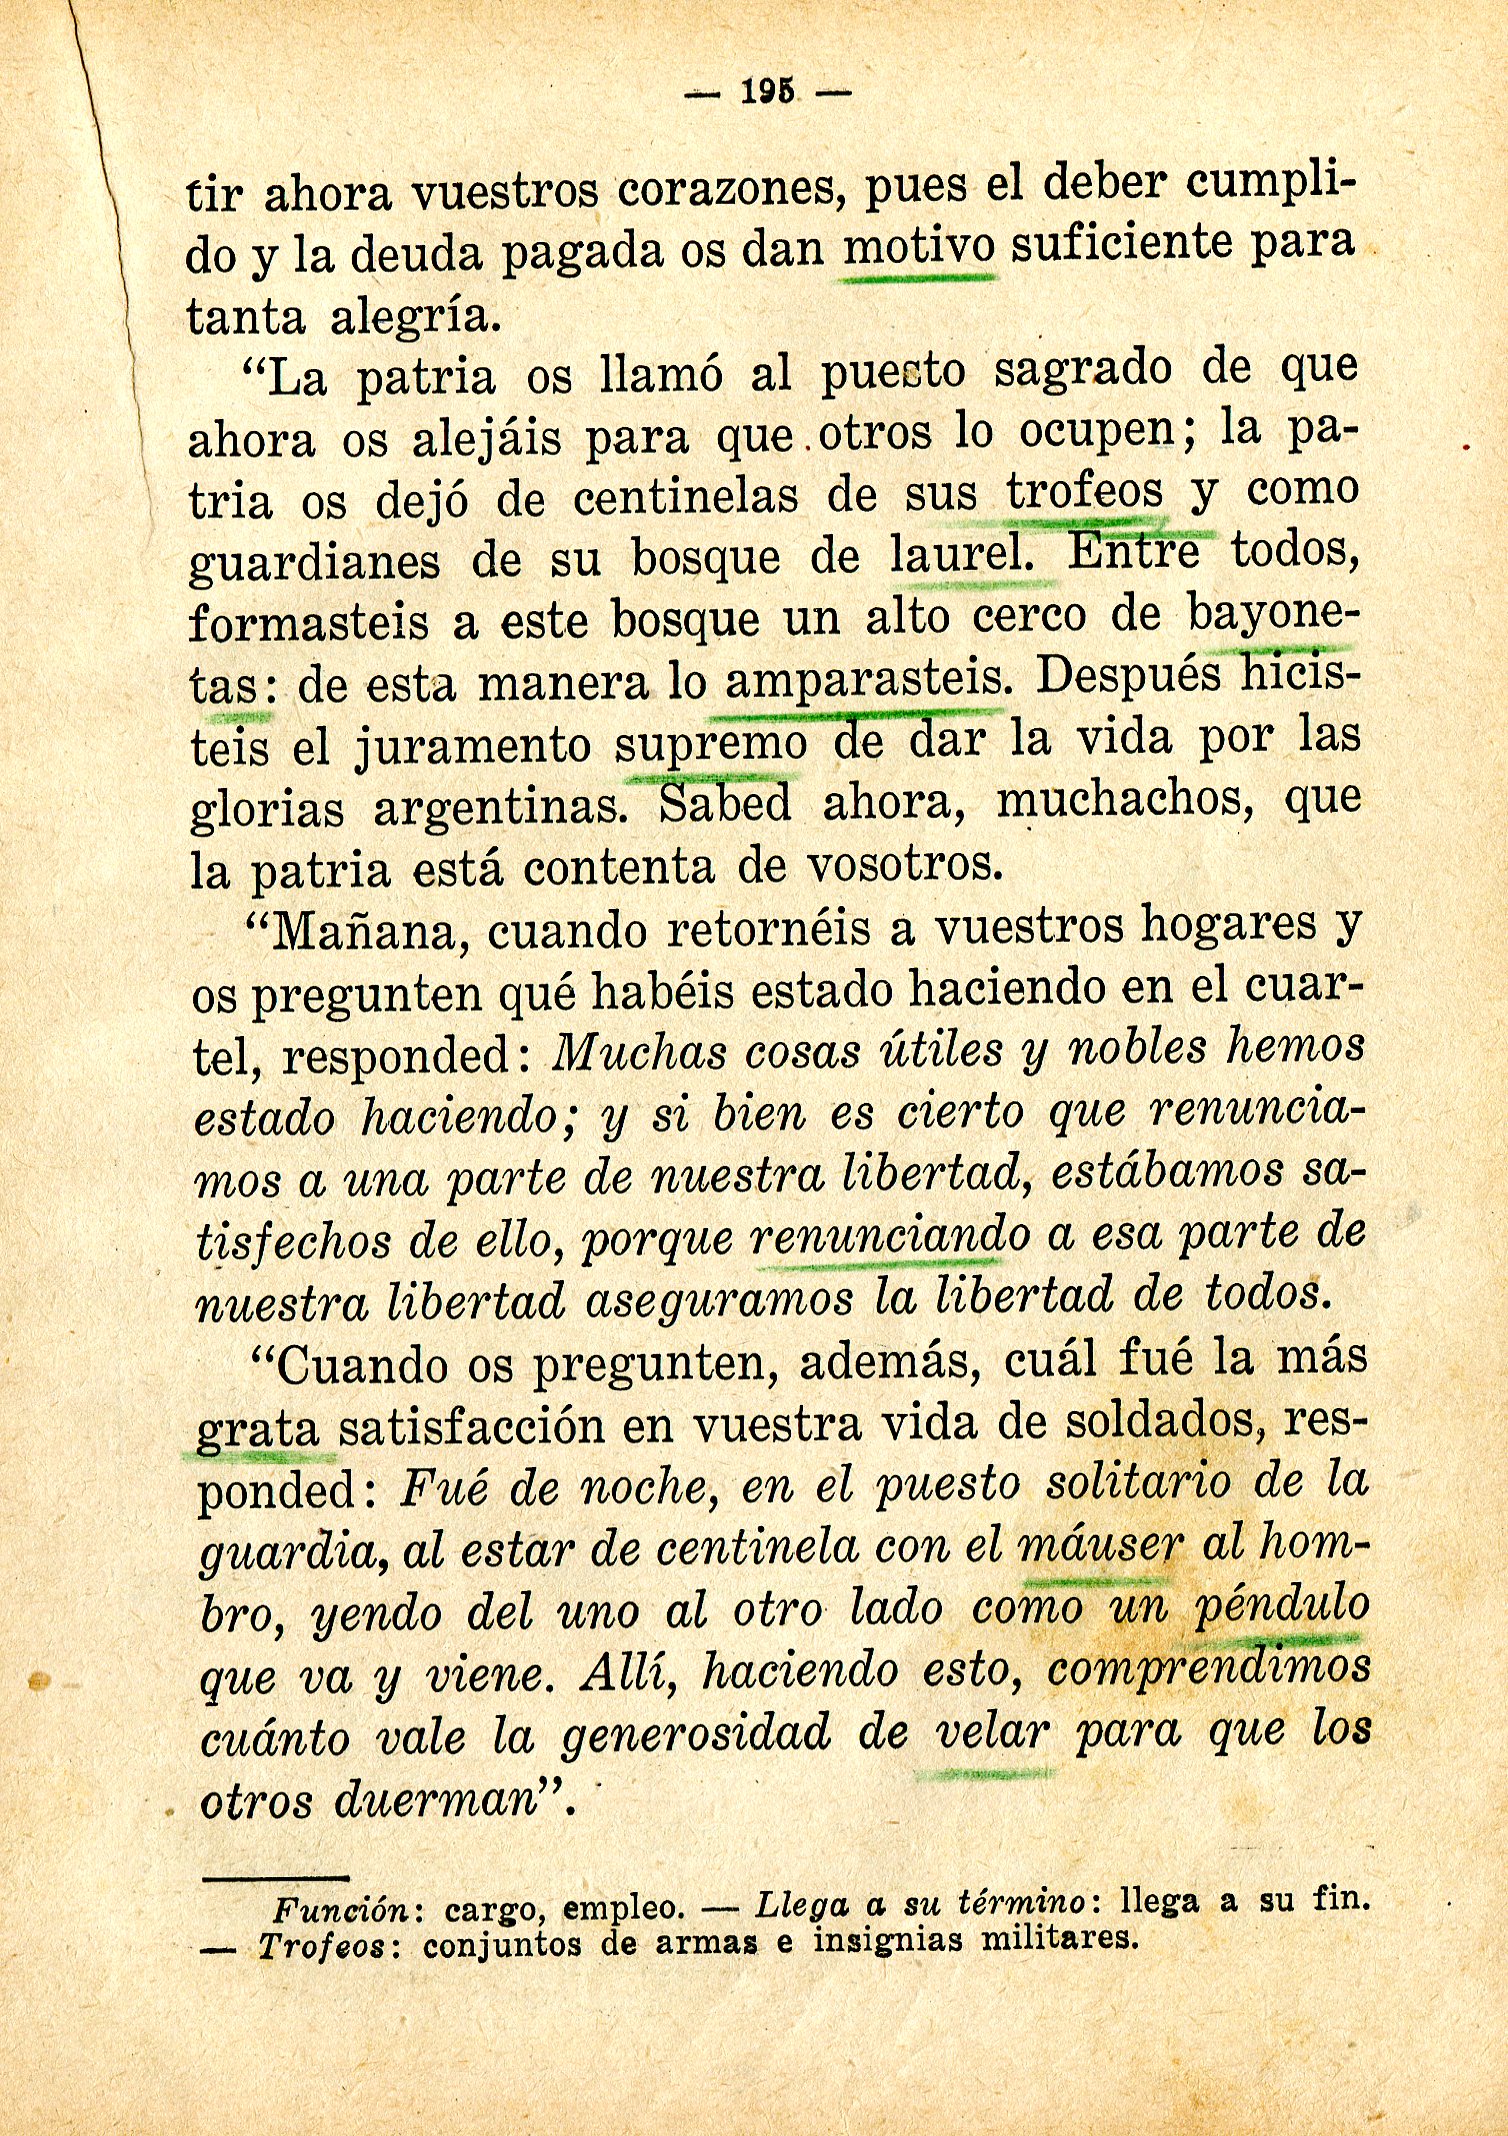 — 195 —
tir ahora vuestros corazones, pues el deber cumpli-
do y la deuda pagada os dan motivo suficiente para
tanta alegría.
“La patria os llamó al puesto sagrado de que
ahora os alejáis para que otros lo ocupen; la pa-
tria os dejó de centinelas de sus trofeos y como
guardianes de su bosque de laurel. Entre todos,
formasteis a este bosque un alto cerco de bayone-
tas: de esta manera lo amparasteis. Después hicis-
teis el juramento supremo de dar la vida por las
glorias argentinas. Sabed ahora, muchachos, que
la patria está contenta de vosotros.
“Mañana, cuando retornéis a vuestros hogares y
os pregunten qué habéis estado haciendo en el cuar-
tel, responded: Muchas cosas útiles y nobles hemos
estado haciendo; y si bien es cierto que renuncia-
mos a una parte de nuestra libertad, estábamos sa-
tisfechos de ello, porque renunciando a esa parte de
nuestra libertad aseguramos la libertad de todos.
“Cuando os pregunten, además, cuál fué la más
grata satisfacción en vuestra vida de soldados, res-
ponded: Fué de noche, en el puesto solitario de la
guardia, al estar de centinela con el máuser al hom-
bro, yendo del uno al otro lado como un péndulo
que va y viene. Allí, haciendo esto, comprendimos
cuánto vale la generosidad de velar para que los
otros duerman”.
Función: cargo, empleo. — Llega a su término: llega a su fin.
— Trofeos: conjuntos de armas e insignias militares.